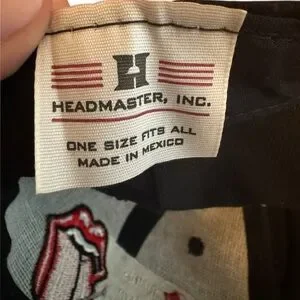 H
HEADMASTER, INC.
ONE SIZE FITS ALL
MADE IN MEXICO